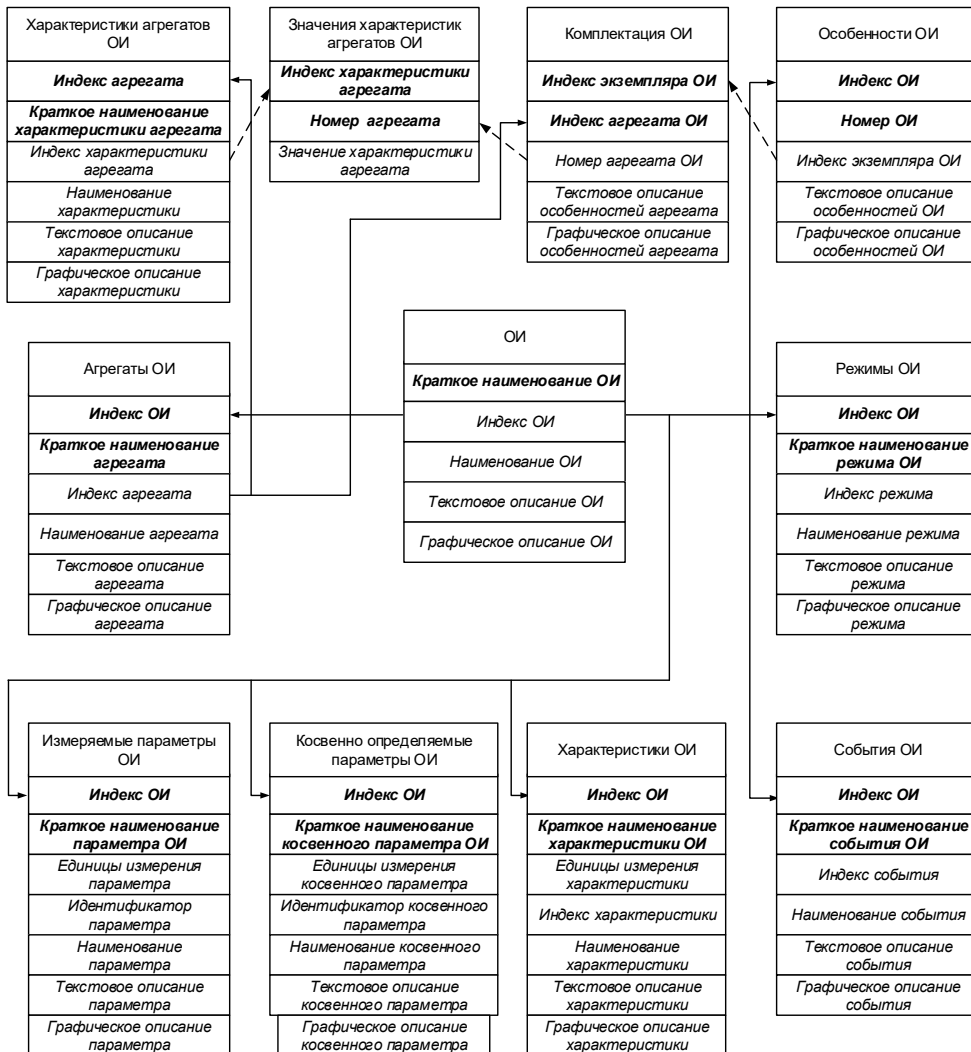 Характеристики агрегатов
ОИ
Индекс агрегата
Краткое наименование
характеристики агрегата
Индекс характеристики
агрегата
Наименование
характеристики
Текстовое описание
характеристики
Графическое описание
характеристики
Значения характеристик
агрегатов ОИ
Индекс характеристики
агрегата
Номер агрегата
Значение характеристики
агрегата
Комплектация ОИ
Индекс экземпляра ОИ
Индекс агрегата ОИ
Номер агрегата ОИ
Текстовое описание
особенностей агрегата
Графическое описание
особенностей агрегата
Особенности ОИ
Индекс ОИ
Номер ОИ
Индекс экземпляра ОИ
Текстовое описание
особенностей ОИ
Графическое описание
особенностей ОИ
Агрегаты ОИ
Индекс ОИ
Краткое наименование
агрегата
Индекс агрегата
Наименование агрегата
Текстовое описание
агрегата
Графическое описание
агрегата
ОИ
Краткое наименование ОИ
Индекс ОИ
Наименование ОИ
Текстовое описание ОИ
Графическое описание ОИ
Режимы ОИ
Индекс ОИ
Краткое наименование
режима ОИ
Индекс режима
Наименование режима
Текстовое описание
режима
Графическое описание
режима
Измеряемые параметры
ОИ
Индекс ОИ
Краткое наименование
параметра ОИ
Единицы измерения
параметра
Идентификатор
параметра
Наименование
параметра
Текстовое описание
параметра
Графическое описание
параметра
Косвенно определяемые
параметры ОИ
Индекс ОИ
Краткое наименование
косвенного параметра ОИ
Единицы измерения
косвенного параметра
Идентификатор косвенного
параметра
Наименование косвенного
параметра
Текстовое описание
косвенного параметра
Графическое описание
косвенного параметра
Характеристики ОИ
Индекс ОИ
Краткое наименование
характеристики ОИ
Единицы измерения
характеристики
Индекс характеристики
Наименование
характеристики
Текстовое описание
характеристики
Графическое описание
характеристики
События ОИ
Индекс ОИ
Краткое наименование
события ОИ
Индекс события
Наименование события
Текстовое описание
события
Графическое описание
события